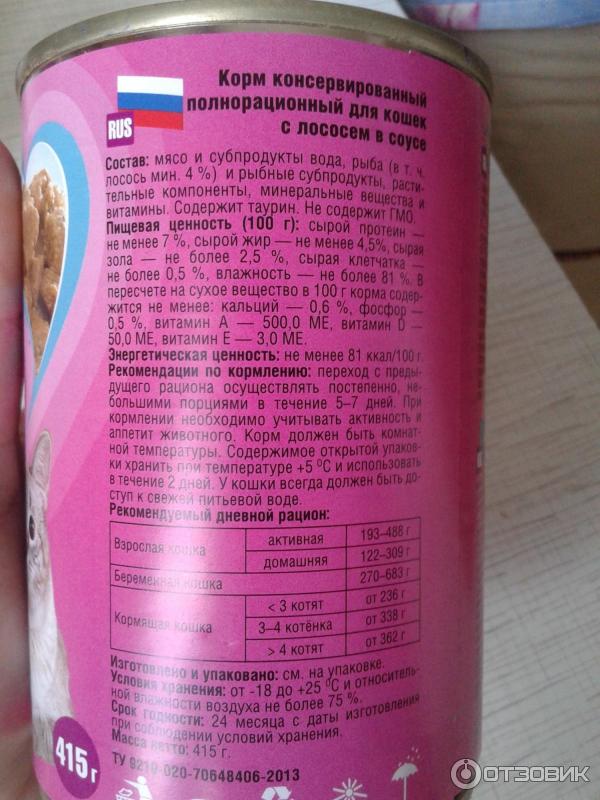 Корм консервированный
полнорационный для кошек
с лососем в соусе
RUS
Состав: мясо и субпродукты вода, рыба (в т. ч.
лосось мин. 4 %) и рыбные субпродукты, расти-
тельные компоненты, минеральные вещества и
витамины. Содержит таурин. Не содержит ГМО.
Пищевая ценность (100 г): сырой протеин —
не менее 7 %, сырой жир — не менее 4,5%, сырая
зола — не более 2,5 %, сырая клетчатка —
не более 0,5 %, влажность — не более 81 %. В
пересчете на сухое вещество в 100 г корма содер-
жится не менее: кальций — 0,6 %, фосфор –
0,5 %, витамин А — 500,0 МЕ, витамин D —
50,0 МЕ, витамин Е — 3,0 МЕ.
Энергетическая ценность: не менее 81 ккал/100 г.
Рекомендации по кормлению: переход с преды-
дущего рациона осуществлять постепенно, не-
большими порциями в течение 5–7 дней. При
кормлении необходимо учитывать активность и
аппетит животного. Корм должен быть комнат-
ной температуры. Содержимое открытой упаков-
ки хранить при температуре +5 ºС и использовать
в течение 2 дней. У кошки всегда должен быть до-
ступ к свежей питьевой воде.
Рекомендуемый дневной рацион:
Взрослая кошка активная 193–488 г
домашняя 122–309 г
Беременная кошка 270–683 г
Кормящая кошка < 3 котят от 236 г
3–4 котёнка от 338 г
> 4 котят от 362 г
Изготовлено и упаковано: см. на упаковке.
Условия хранения: от -18 до +25 ºС и относитель-
ной влажности воздуха не более 75 %.
Срок годности: 24 месяца с даты изготовления
при соблюдении условий хранения.
Масса нетто: 415 г.
ТУ 9219-020-70648406-2013
415 г
ОТЗОВИК